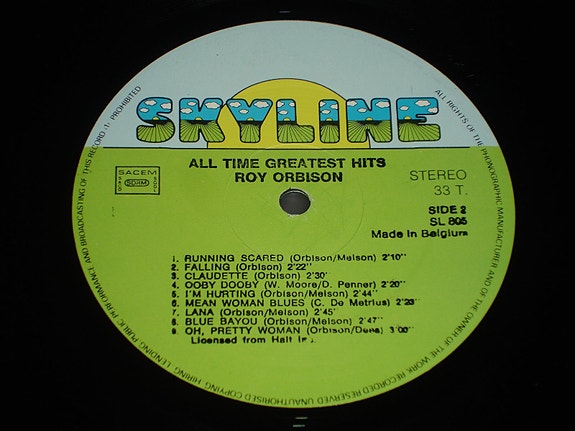 SKYLINE
ALL TIME GREATEST HITS
ROY ORBISON
SACEM
SDRM
STEREO
33 T.
SIDE 2
SL 805
Made in Belgium
1. RUNNING SCARED (Orbison/Melson) 2'10''
2. FALLING (Orbison) 2'22''
3. CLAUDETTE (Orbison) 2'30'
4. OOBY DOOBY (W. Moore/D. Penner) 2'20''
5. I'M HURTING (Orbison/Melson) 2'44''
6. MEAN WOMAN BLUES (C. De Metrius) 2'23''
7. LANA (Orbison/Melson) 2'45''
8. BLUE BAYOU (Orbison/Melson) 2'47''
9. OH, PRETTY WOMAN (Orbison/Dees) 3'00''
Licensed from
ALL RIGHTS OF THE PHONOGRAPHIC MANUFACTURER AND OF THE OWNER OF THE WORK RECORDED RESERVED UNAUTHORISED COPYING HIRING, LENDING PUBLIC PERFORMANCE AND BROADCASTING OF THIS RECORD PROHIBITED